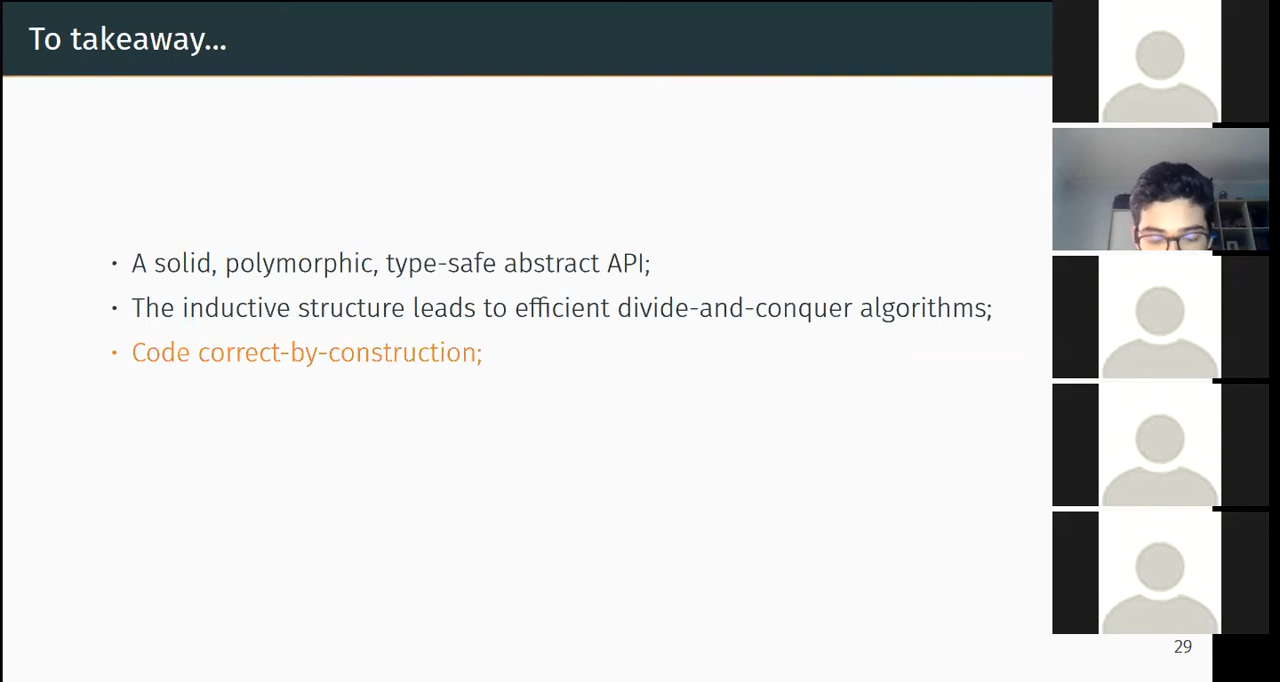 To takeaway...
· A solid, polymorphic, type-safe abstract API;
· The inductive structure leads to efficient divide-and-conquer algorithms;
· Code correct-by-construction;
29